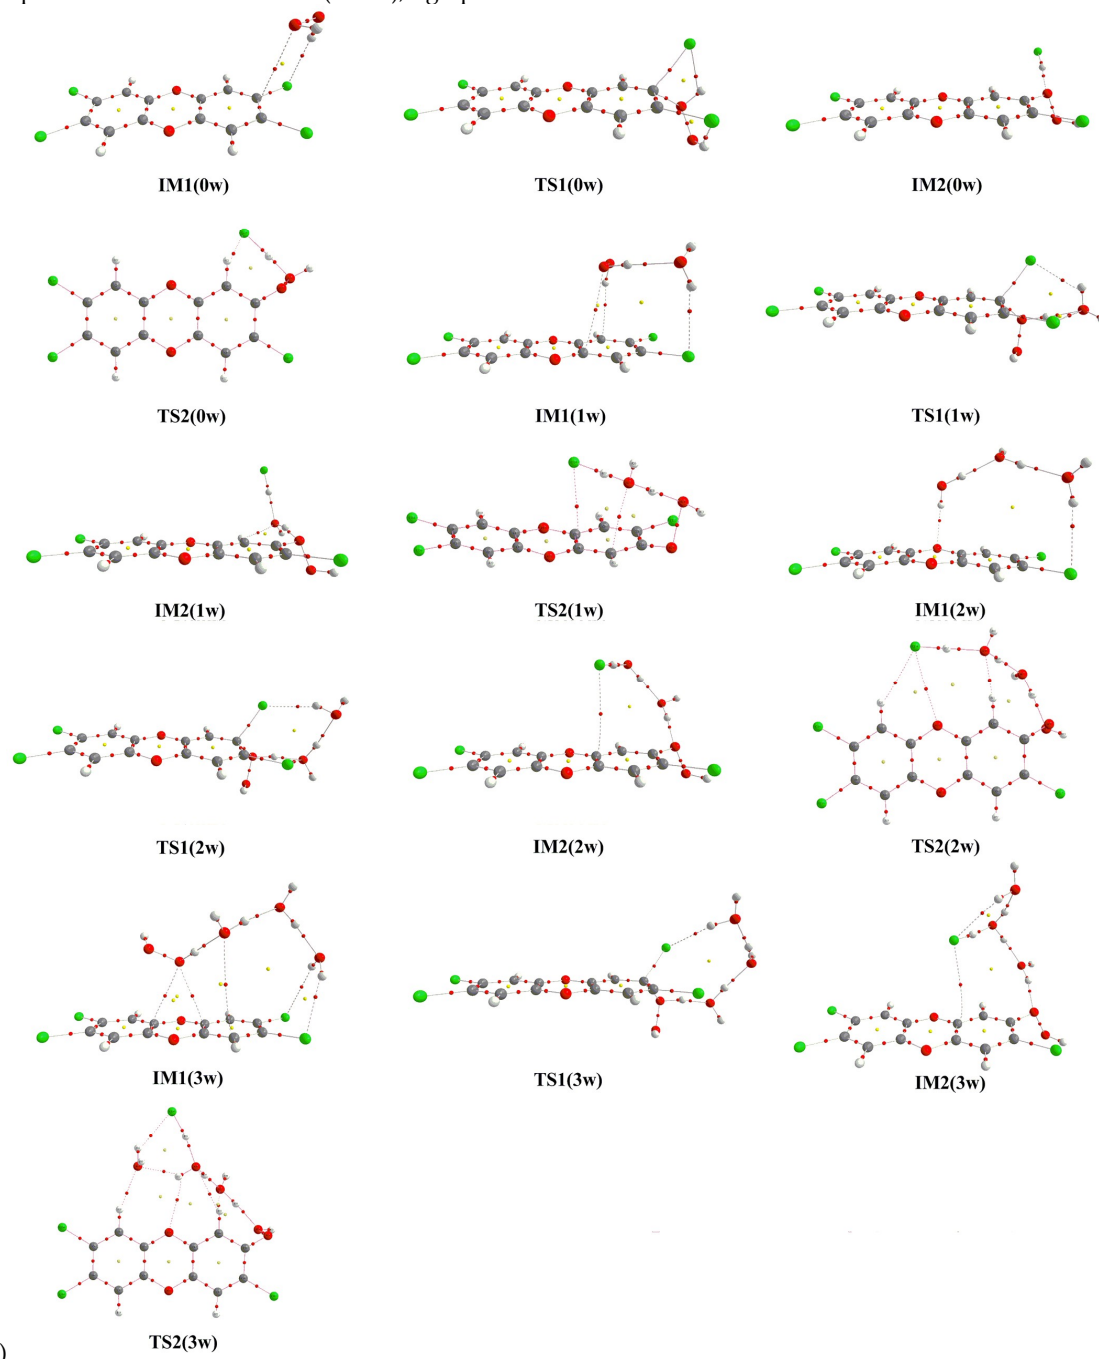 IM1(0w)
TS1(0w)
IM2(0w)
TS2(0w)
IM1(1w)
TS1(1w)
IM2(1w)
TS2(1w)
IM1(2w)
TS1(2w)
IM2(2w)
TS2(2w)
IM1(3w)
TS1(3w)
IM2(3w)
TS2(3w)
)